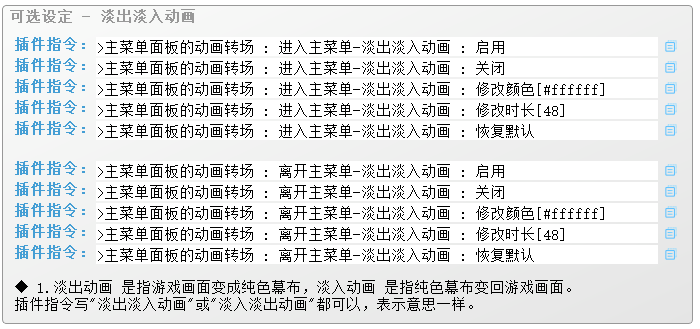 可选设定 - 淡出淡入动画
插件指令: >主菜单面板的动画转场 : 进入主菜单-淡出淡入动画 : 启用
插件指令: >主菜单面板的动画转场 : 进入主菜单-淡出淡入动画 : 关闭
插件指令: >主菜单面板的动画转场 : 进入主菜单-淡出淡入动画 : 修改颜色[#ffffff]
插件指令: >主菜单面板的动画转场 : 进入主菜单-淡出淡入动画 : 修改时长[48]
插件指令: >主菜单面板的动画转场 : 进入主菜单-淡出淡入动画 : 恢复默认
插件指令: >主菜单面板的动画转场 : 离开主菜单-淡出淡入动画 : 启用
插件指令: >主菜单面板的动画转场 : 离开主菜单-淡出淡入动画 : 关闭
插件指令: >主菜单面板的动画转场 : 离开主菜单-淡出淡入动画 : 修改颜色[#ffffff]
插件指令: >主菜单面板的动画转场 : 离开主菜单-淡出淡入动画 : 修改时长[48]
插件指令: >主菜单面板的动画转场 : 离开主菜单-淡出淡入动画 : 恢复默认
◆ 1.淡出动画 是指游戏画面变成纯色幕布，淡入动画 是指纯色幕布变回游戏画面。
插件指令写"淡出淡入动画"或"淡入淡出动画"都可以，表示意思一样。